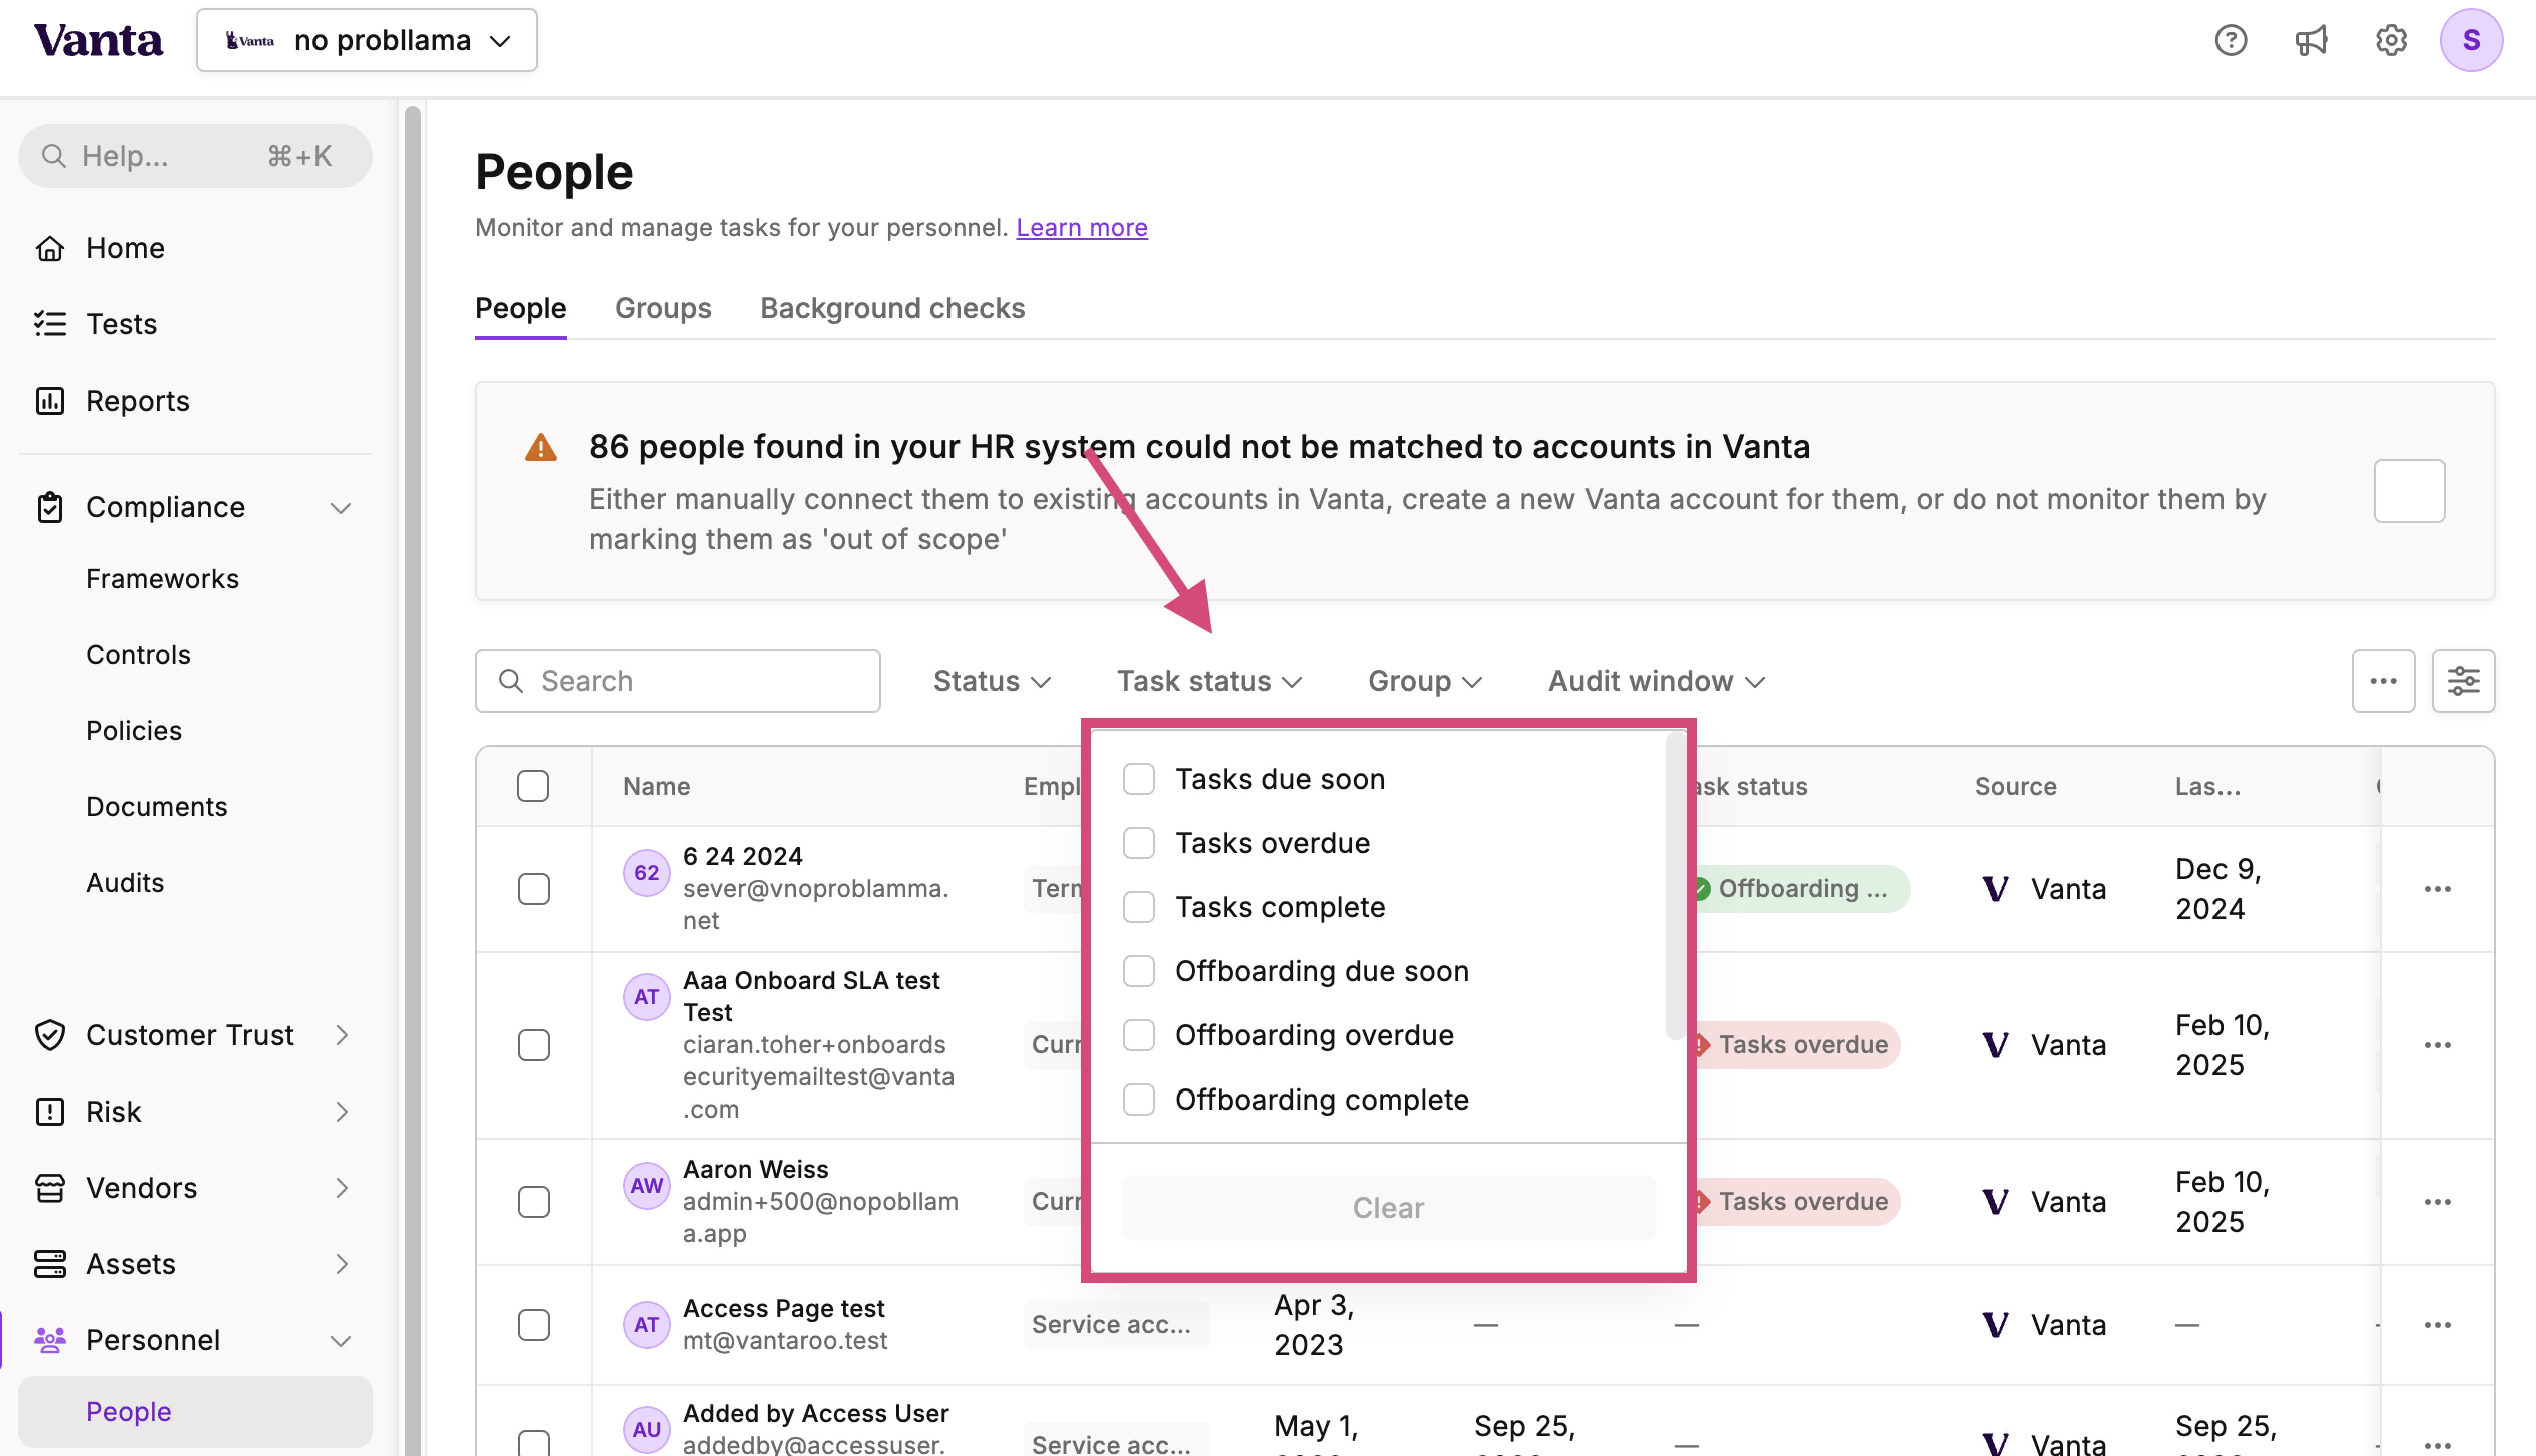 Vanta
Vanta no probllama
S
Help... ⌘+K
Home
Tests
Reports
Compliance
Frameworks
Controls
Policies
Documents
Audits
Customer Trust
Risk
Vendors
Assets
Personnel
People
People
Monitor and manage tasks for your personnel. Learn more
People Groups Background checks
86 people found in your HR system could not be matched to accounts in Vanta
Either manually connect them to existing accounts in Vanta, create a new Vanta account for them, or do not monitor them by
marking them as 'out of scope'
Search Status Task status Group Audit window
Tasks due soon
Tasks overdue
Tasks complete
Offboarding due soon
Offboarding overdue
Offboarding complete
Clear
Name Empl ask status Source Las...
62 6 24 2024
sever@vnoproblamma.
net
Term Offboarding ... Vanta Dec 9,
2024
AT Aaa Onboard SLA test
Test
ciaran.toher+onboards
ecurityemailtest@vanta
.com
Curr Tasks overdue Vanta Feb 10,
2025
AW Aaron Weiss
admin+500@nopobllam
a.app
Curr Tasks overdue Vanta Feb 10,
2025
AT Access Page test
mt@vantaroo.test
Service acc... Apr 3,
2023
— — Vanta —
AU Added by Access User
addedby@accessuser.
Service acc... May 1, Sep 25, — Vanta Sep 25,